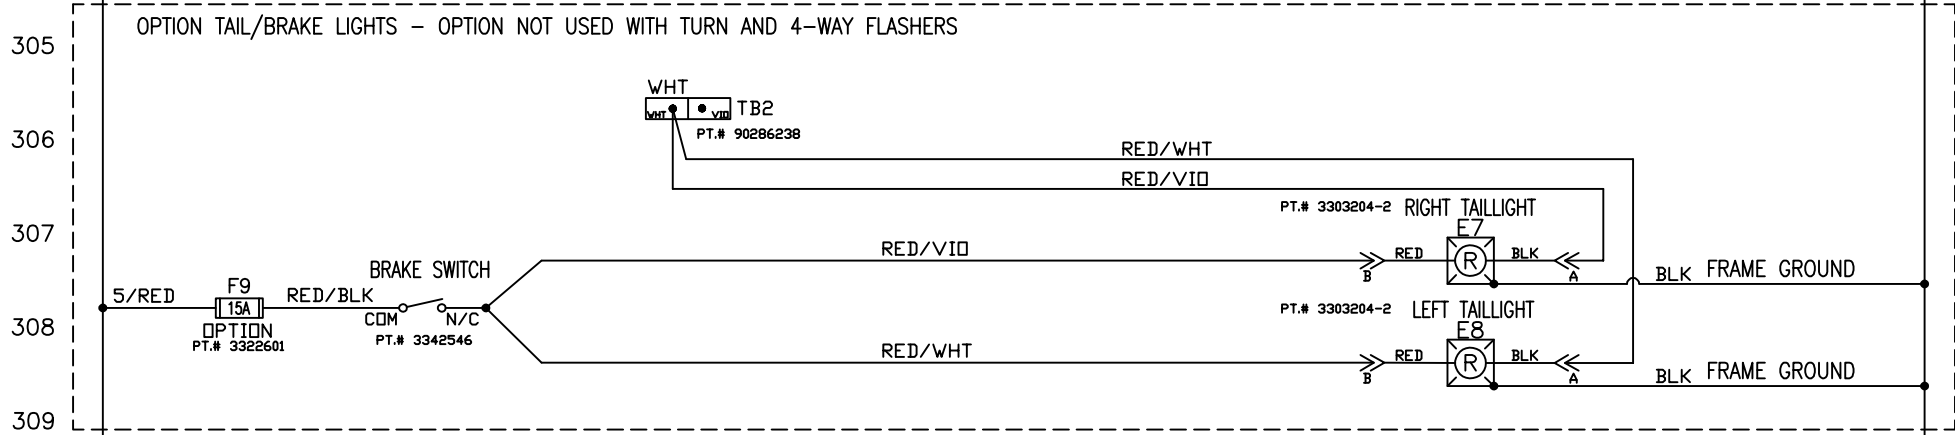 OPTION TAIL/BRAKE LIGHTS - OPTION NOT USED WITH TURN AND 4-WAY FLASHERS
305
WHT
WHT VIO TB2
PT.# 90286238
306
RED/WHT
RED/VIO
PT.# 3303204-2 RIGHT TAILLIGHT
E7
307
RED/VIO
B
RED
R
BLK
A
BLK FRAME GROUND
BRAKE SWITCH
5/RED
F9
15A
OPTION
PT.# 3322601
RED/BLK
COM
N/C
PT.# 3342546
308
PT.# 3303204-2 LEFT TAILLIGHT
E8
RED/WHT
B
RED
R
BLK
A
BLK FRAME GROUND
309